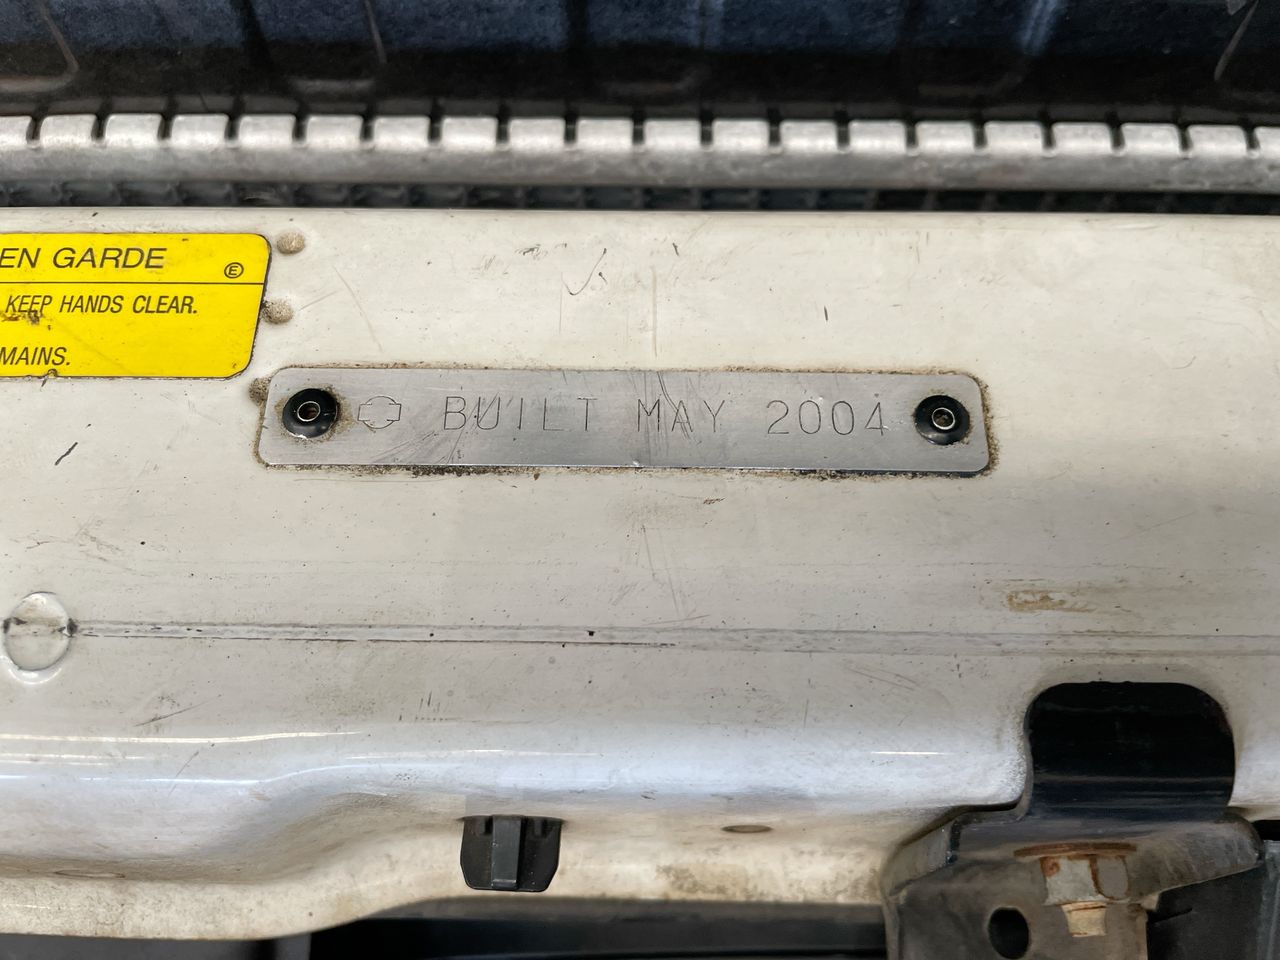 EN GARDE
E
KEEP HANDS CLEAR.
MAINS.
BUILT MAY 2004